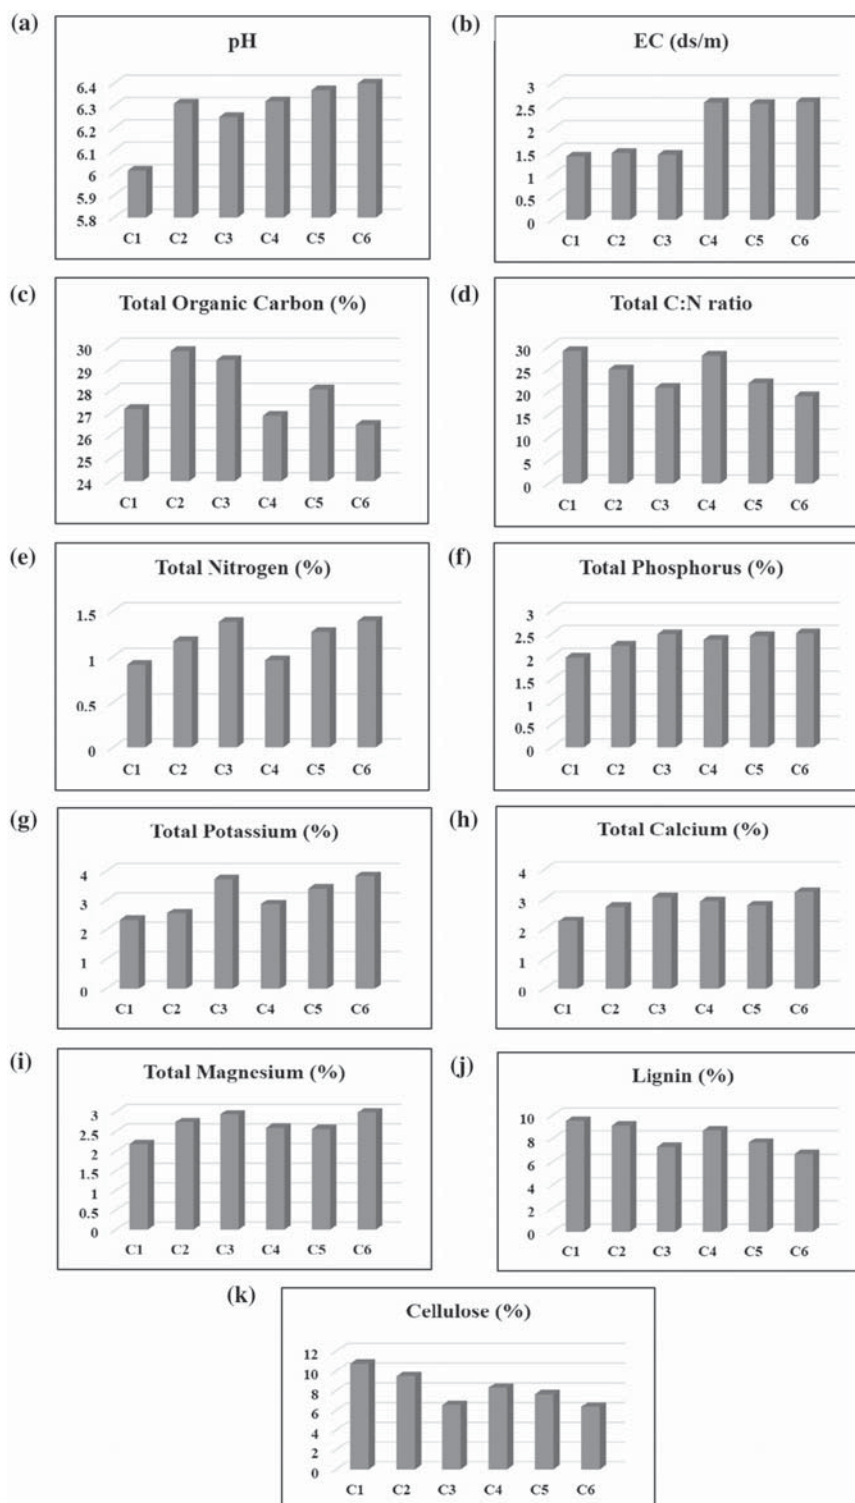 (a)
pH
6.4
6.3
6.2
6.1
6
5.9
5.8
C1 C2 C3 C4 C5 C6
(b)
EC (ds/m)
3
2.5
2
1.5
1
0.5
0
C1 C2 C3 C4 C5 C6
(c)
Total Organic Carbon (%)
30
29
28
27
26
25
24
C1 C2 C3 C4 C5 C6
(d)
Total C:N ratio
30
25
20
15
10
5
0
C1 C2 C3 C4 C5 C6
(e)
Total Nitrogen (%)
1.5
1
0.5
0
C1 C2 C3 C4 C5 C6
(f)
Total Phosphorus (%)
3
2.5
2
1.5
1
0.5
0
C1 C2 C3 C4 C5 C6
(g)
Total Potassium (%)
4
3
2
1
0
C1 C2 C3 C4 C5 C6
(h)
Total Calcium (%)
4
3
2
1
0
C1 C2 C3 C4 C5 C6
(i)
Total Magnesium (%)
3
2.5
2
1.5
1
0.5
0
C1 C2 C3 C4 C5 C6
(j)
Lignin (%)
10
8
6
4
2
0
C1 C2 C3 C4 C5 C6
(k)
Cellulose (%)
12
10
8
6
4
2
0
C1 C2 C3 C4 C5 C6